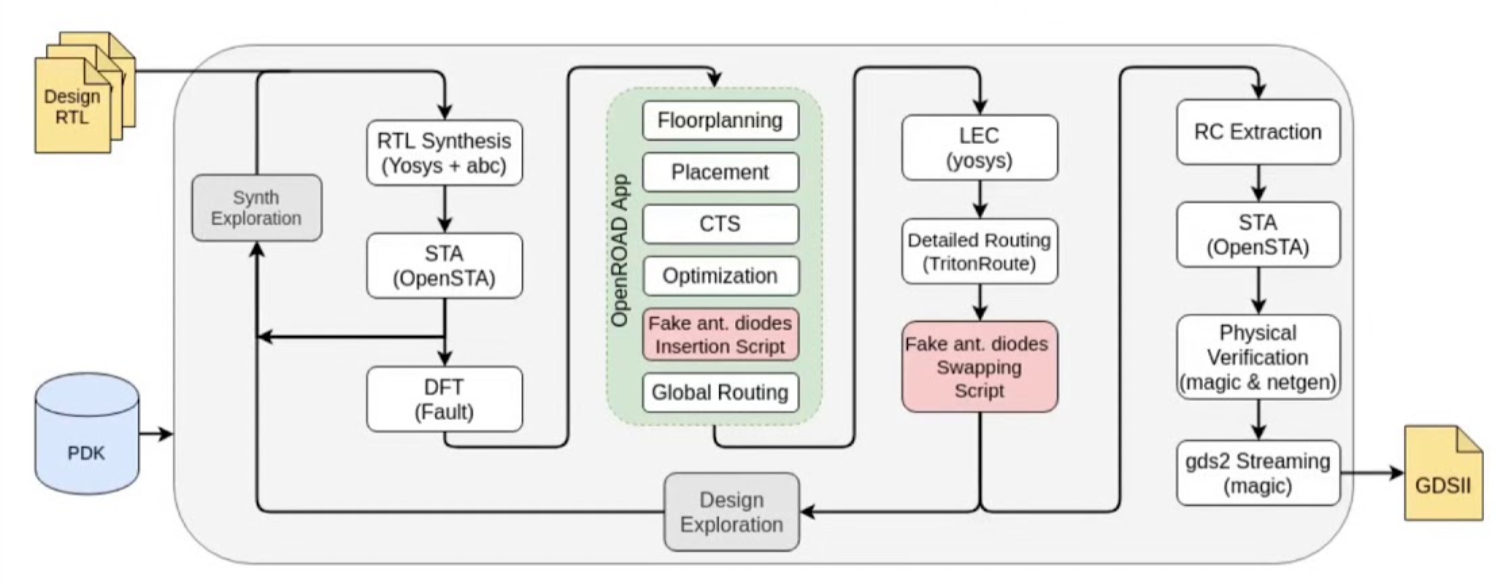 Design
RTL
PDK
Synth
Exploration
RTL Synthesis
(Yosys + abc)
STA
(OpenSTA)
DFT
(Fault)
OpenROAD App
Floorplanning
Placement
CTS
Optimization
Fake ant. diodes
Insertion Script
Global Routing
Design
Exploration
LEC
(yosys)
Detailed Routing
(TritonRoute)
Fake ant. diodes
Swapping
Script
RC Extraction
STA
(OpenSTA)
Physical
Verification
(magic & netgen)
gds2 Streaming
(magic)
GDSII